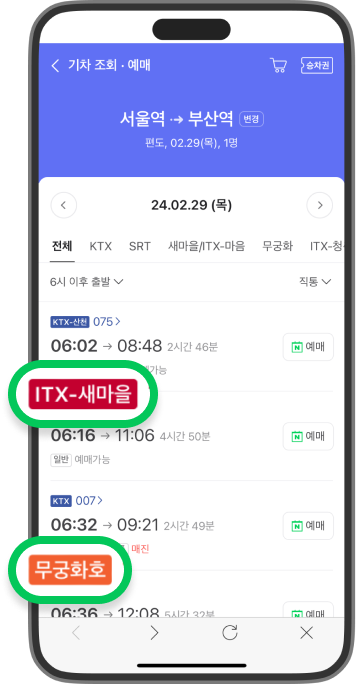 기차 조회 · 예매
승차권
서울역 ·→ 부산역 변경
편도, 02.29(목), 1명
24.02.29 (목)
전체 KTX SRT 새마을/ITX-마음 무궁화 ITX-청
6시 이후 출발 직통
KTX-산천 075
06:02 → 08:48 2시간 46분
예매
가능
ITX-새마을
06:16 → 11:06 4시간 50분
예매
일반 예매가능
KTX 007
06:32 → 09:21 2시간 49분
예매
매진
무궁화호
06:36 → 12:08 5시간 32분
예매